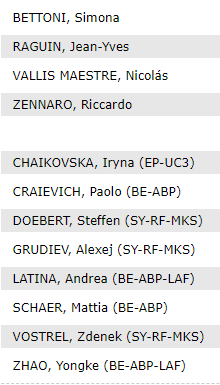 BETTONI, Simona
RAGUIN, Jean-Yves
VALLIS MAESTRE, Nicolás
ZENNARO, Riccardo
CHAIKOVSKA, Iryna (EP-UC3)
CRAIEVICH, Paolo (BE-ABP)
DOEBERT, Steffen (SY-RF-MKS)
GRUDIEV, Alexej (SY-RF-MKS)
LATINA, Andrea (BE-ABP-LAF)
SCHAER, Mattia (BE-ABP)
VOSTREL, Zdenek (SY-RF-MKS)
ZHAO, Yongke (BE-ABP-LAF)